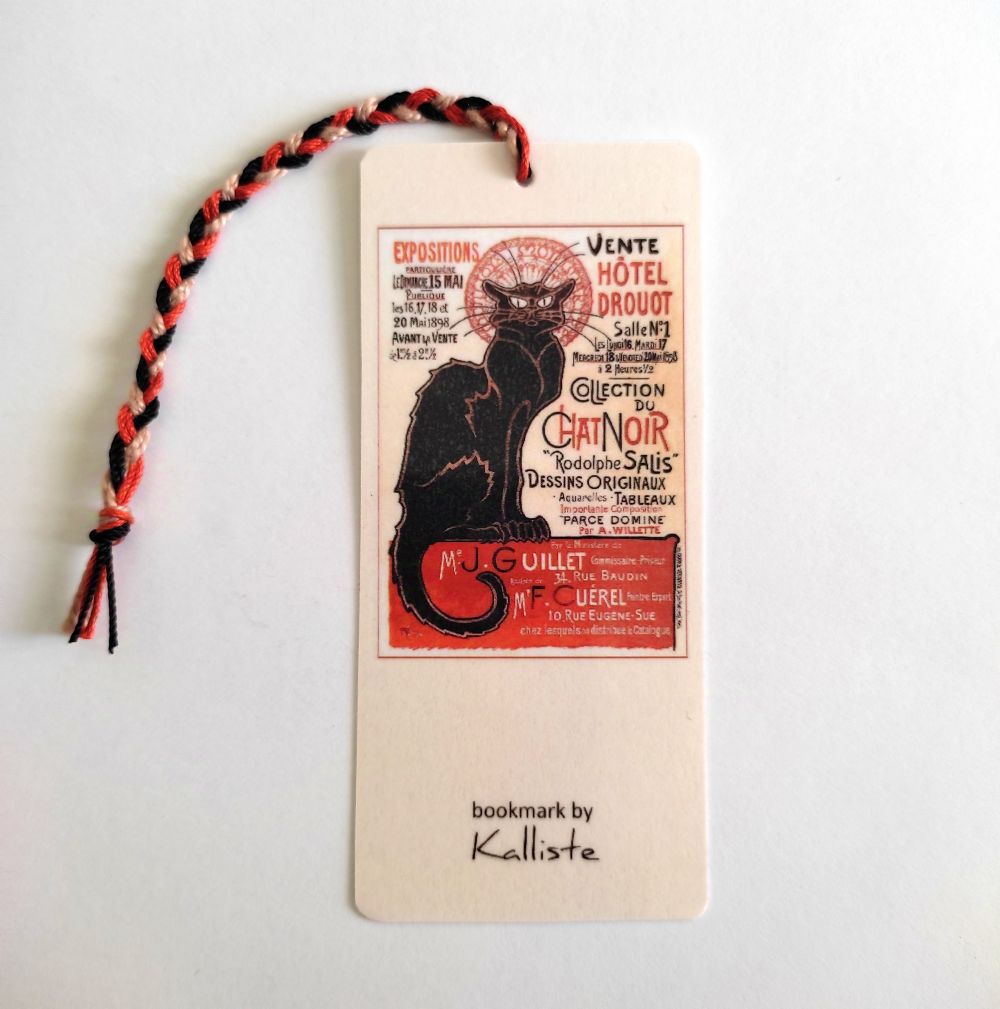 EXPOSITIONS
PARTICULIÈRE
LE DIMANCHE 15 MAI
PUBLIQUE
les 16, 17, 18 et
20 Mai 1898
AVANT LA VENTE
VENTE
HÔTEL
DROUOT
Salle Nº1
LES LUNDI 16, MARDI 17
MERCREDI 18 VENDREDI 20 MAI 1898
à 2 Heures 1/2
COLLECTION
DU
CHAT NOIR
"Rodolphe SALIS"
DESSINS ORIGINAUX
- Aquarelles - TABLEAUX
Importante Composition
"PARCE DOMINE"
Par A. WILLETTE
Par le Ministère de
Me J. GUILLET Commissaire-Priseur
34, RUE BAUDIN
M F. CUÉREL Peintre Expert
10, RUE EUGÈNE-SUE
chez lesquels se distribue le Catalogue
bookmark by
Kalliste